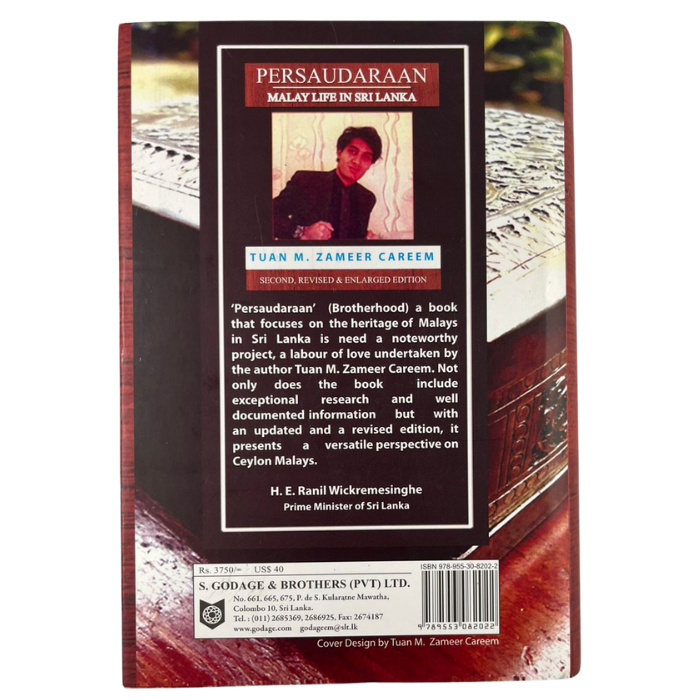 PERSAUDARAAN
MALAY LIFE IN SRI LANKA
TUAN M. ZAMEER CAREEM
SECOND, REVISED & ENLARGED EDITION
'Persaudaraan' (Brotherhood) a book
that focuses on the heritage of Malays
in Sri Lanka is need a noteworthy
project, a labour of love undertaken by
the author Tuan M. Zameer Careem. Not
only does the book include
exceptional research and well
documented information but with
an updated and a revised edition, it
presents a versatile perspective on
Ceylon Malays.
H. E. Ranil Wickremesinghe
Prime Minister of Sri Lanka
Rs. 3750/= US$ 40
S. GODAGE & BROTHERS (PVT) LTD.
No. 661, 665, 675, P. de S. Kularatne Mawatha,
Colombo 10, Sri Lanka.
Tel. : (011) 2685369, 2686925, Fax: 2674187
www.godage.com godageem@slt.lk
ISBN 978-955-30-8202-2
9 789553 082022
Cover Design by Tuan M. Zameer Careem